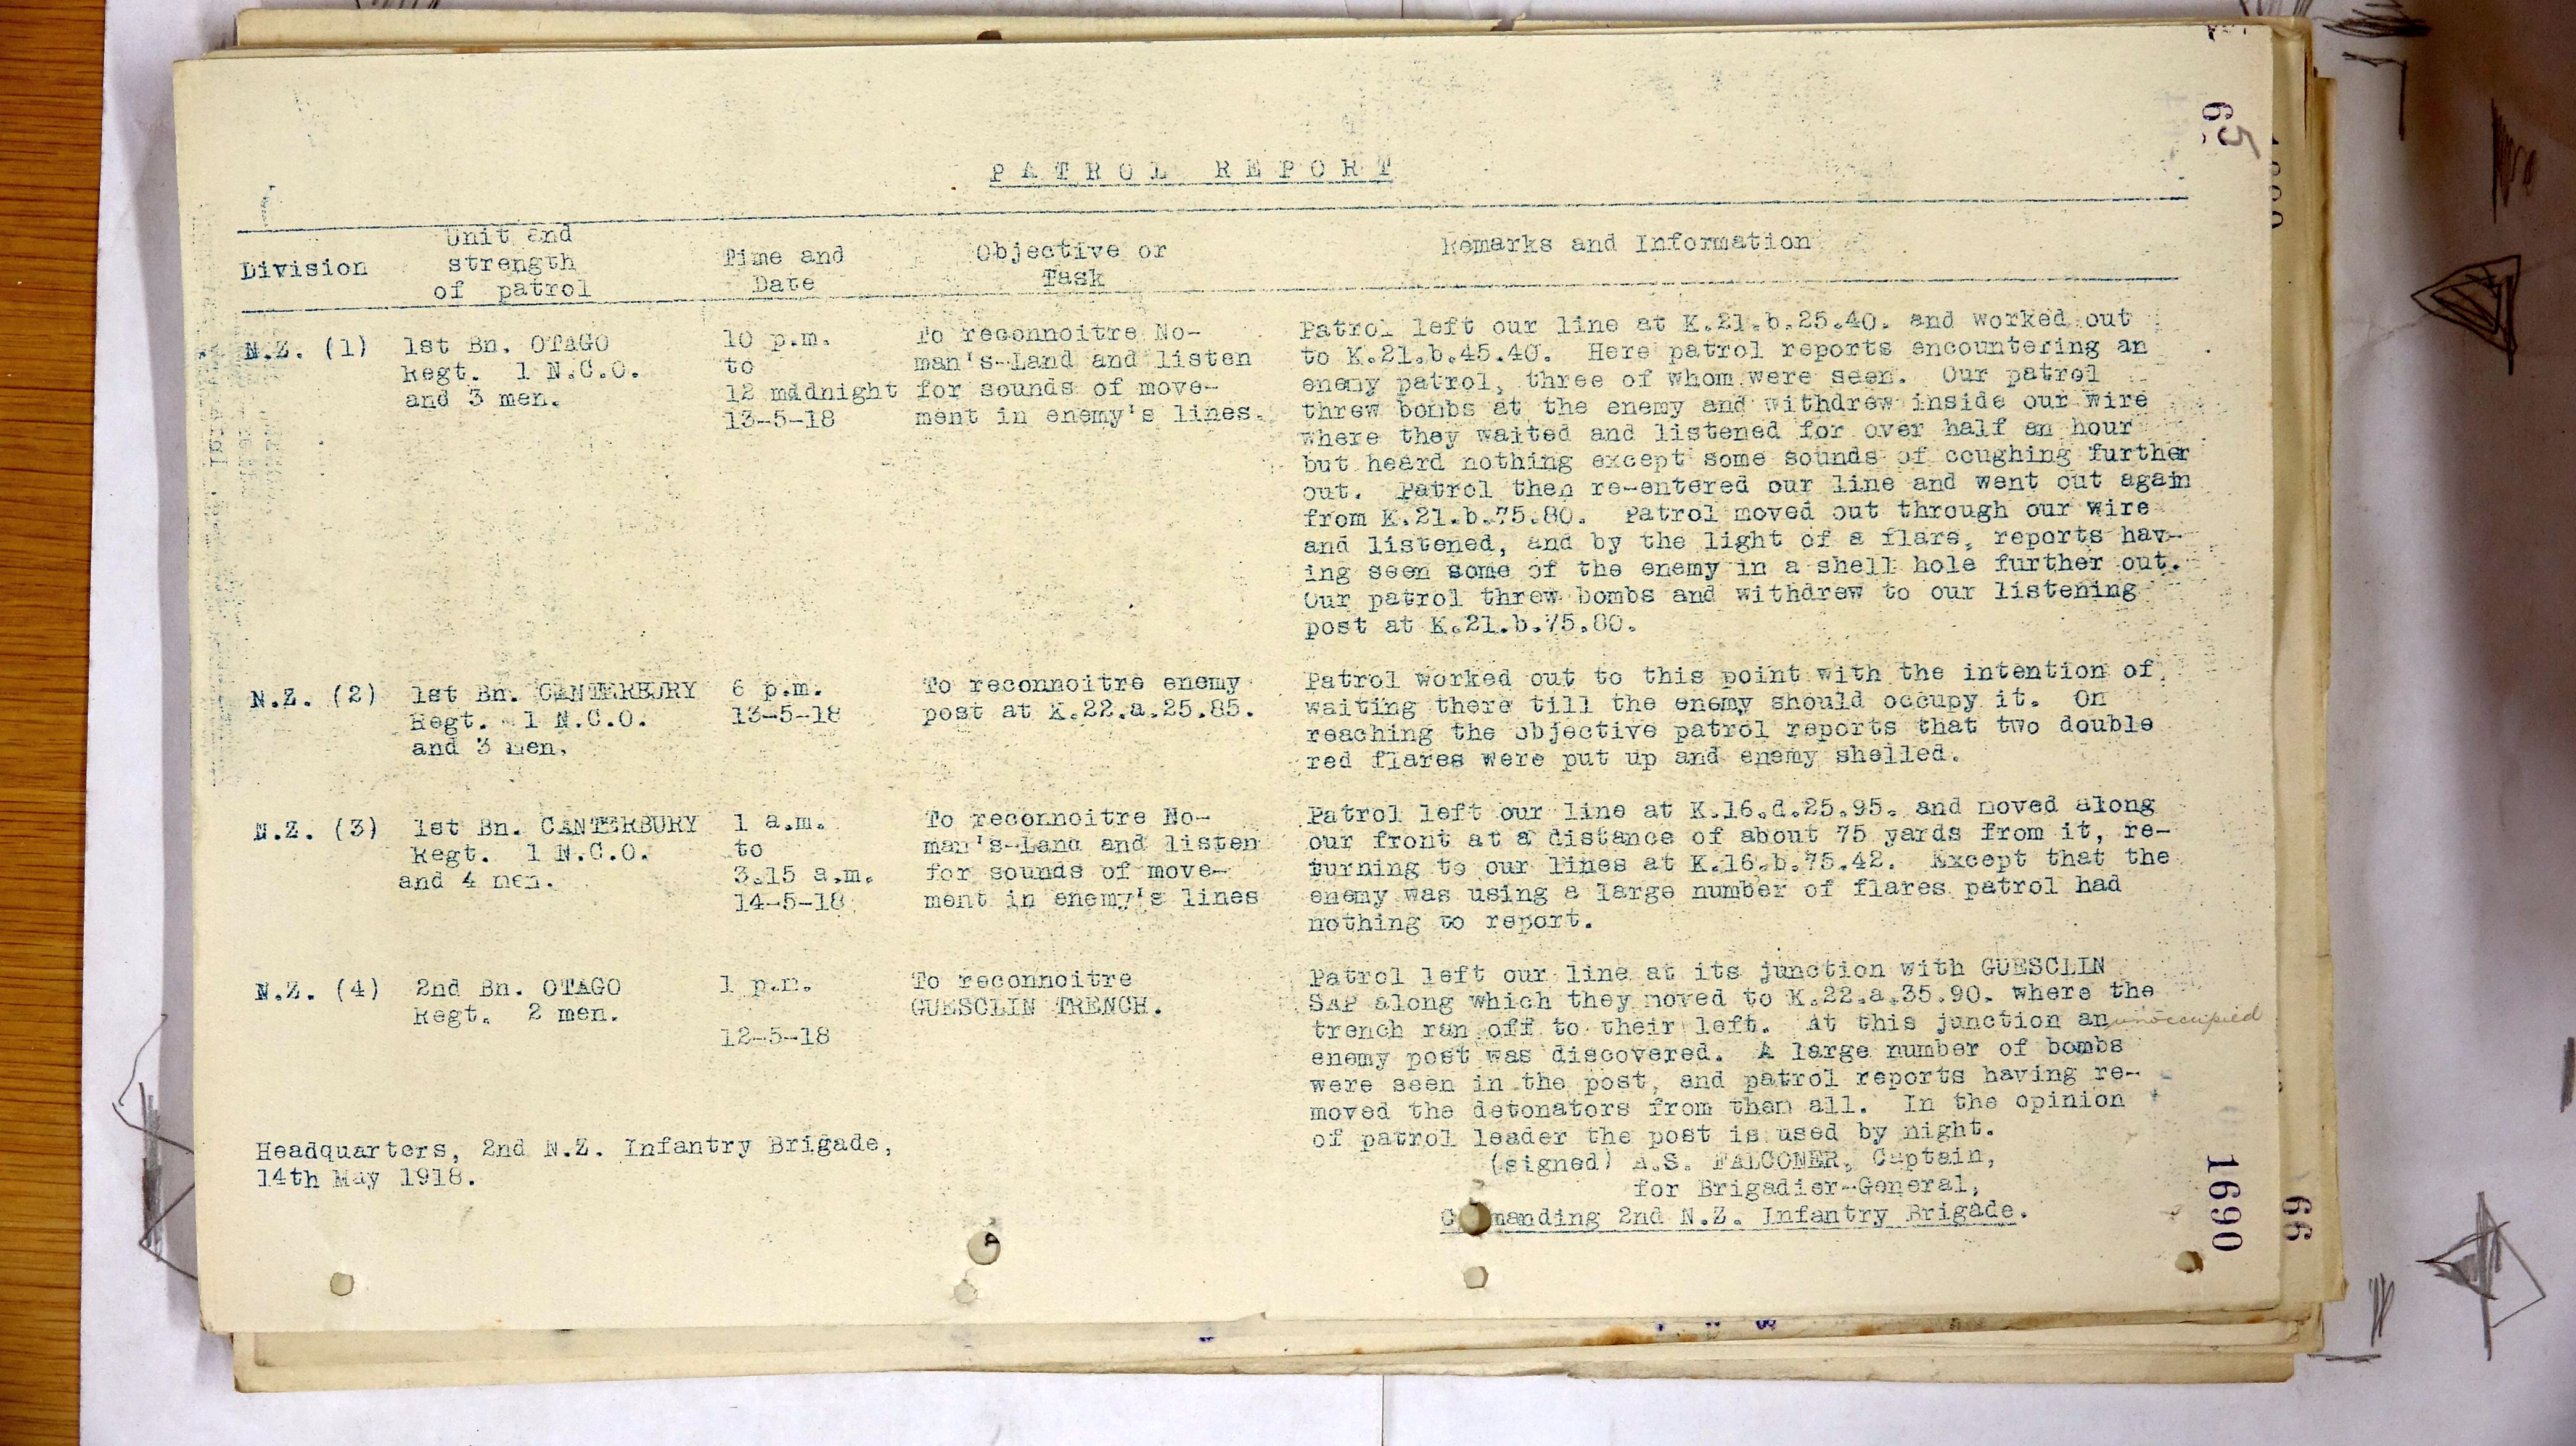 65
PATROL REPORT
Division
Unit and
strength
of patrol
Time and
Date
Objective or
Task
Remarks and Information
N.Z. (1)
1st Bn. OTAGO
Regt. 1 N.C.O.
and 3 men.
10 p.m.
to
12 midnight
13-5-18
To reconnoitre No-
man's-Land and listen
for sounds of move-
ment in enemy's lines.
Patrol left our line at K.21.b.25.40. and worked out
to K.21.b.45.40. Here patrol reports encountering an
enemy patrol, three of whom were seen. Our patrol
threw bombs at the enemy and withdrew inside our wire
where they waited and listened for over half an hour
but heard nothing except some sounds of coughing further
out. Patrol then re-entered our line and went out again
from K.21.b.75.80. Patrol moved out through our wire
and listened, and by the light of a flare, reports hav-
ing seen some of the enemy in a shell hole further out.
Our patrol threw bombs and withdrew to our listening
post at K.21.b.75.80.
N.Z. (2)
1st Bn. CANTERBURY
Regt. 1 N.C.O.
and 3 men.
6 p.m.
13-5-18
To reconnoitre enemy
post at K.22.a.25.85.
Patrol worked out to this point with the intention of
waiting there till the enemy should occupy it. On
reaching the objective patrol reports that two double
red flares were put up and enemy shelled.
N.Z. (3)
1st Bn. CANTERBURY
Regt. 1 N.C.O.
and 4 men.
1 a.m.
to
3.15 a.m.
14-5-18
To reconnoitre No-
man's-Land and listen
for sounds of move-
ment in enemy's lines
Patrol left our line at K.16.d.25.95. and moved along
our front at a distance of about 75 yards from it, re-
turning to our lines at K.16.b.75.42. Except that the
enemy was using a large number of flares patrol had
nothing to report.
N.Z. (4)
2nd Bn. OTAGO
Regt. 2 men.
1 p.m.
12-5-18
To reconnoitre
GUESCLIN TRENCH.
Patrol left our line at its junction with GUESCLIN
SAP along which they moved to K.22.a.35.90. where the
trench ran off to their left. At this junction an unoccupied
enemy post was discovered. A large number of bombs
were seen in the post, and patrol reports having re-
moved the detonators from them all. In the opinion
of patrol leader the post is used by night.
(signed) A.S. FALCONER, Captain,
for Brigadier-General,
Commanding 2nd N.Z. Infantry Brigade.
Headquarters, 2nd N.Z. Infantry Brigade,
14th May 1918.
1690
66